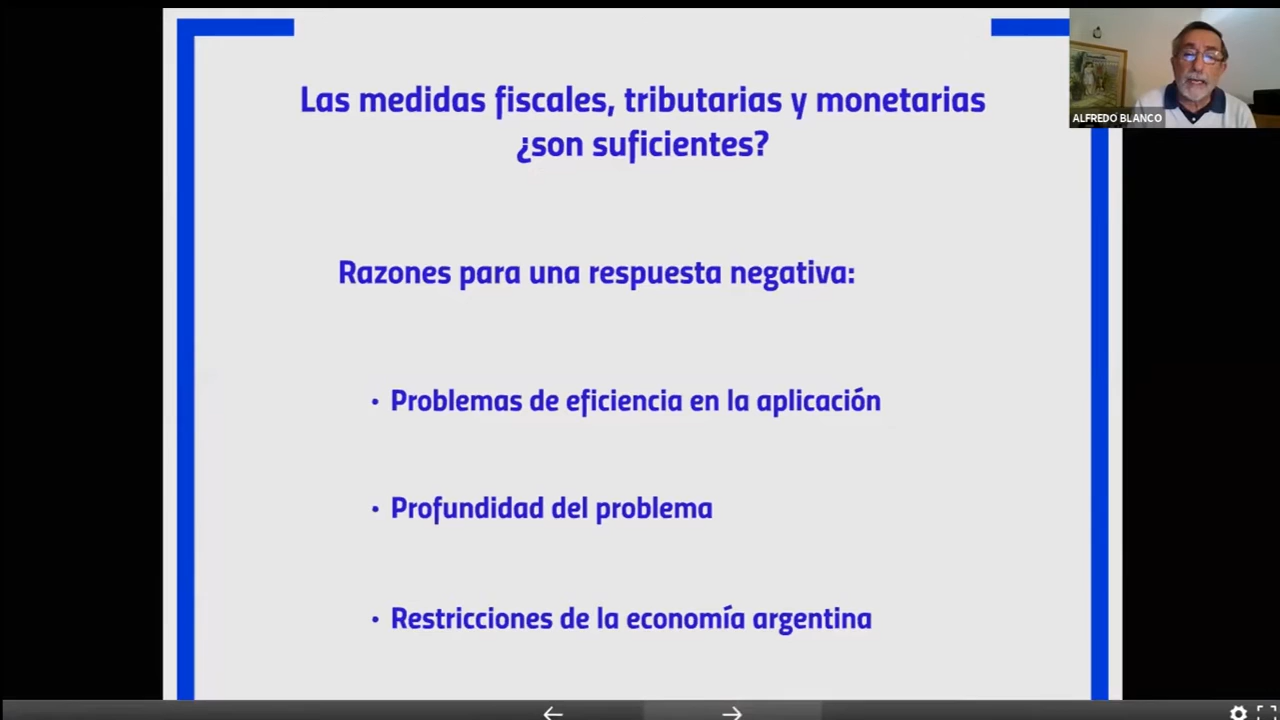 Las medidas fiscales, tributarias y monetarias
¿son suficientes?
ALFREDO BLANCO
Razones para una respuesta negativa:
• Problemas de eficiencia en la aplicación
• Profundidad del problema
• Restricciones de la economía argentina